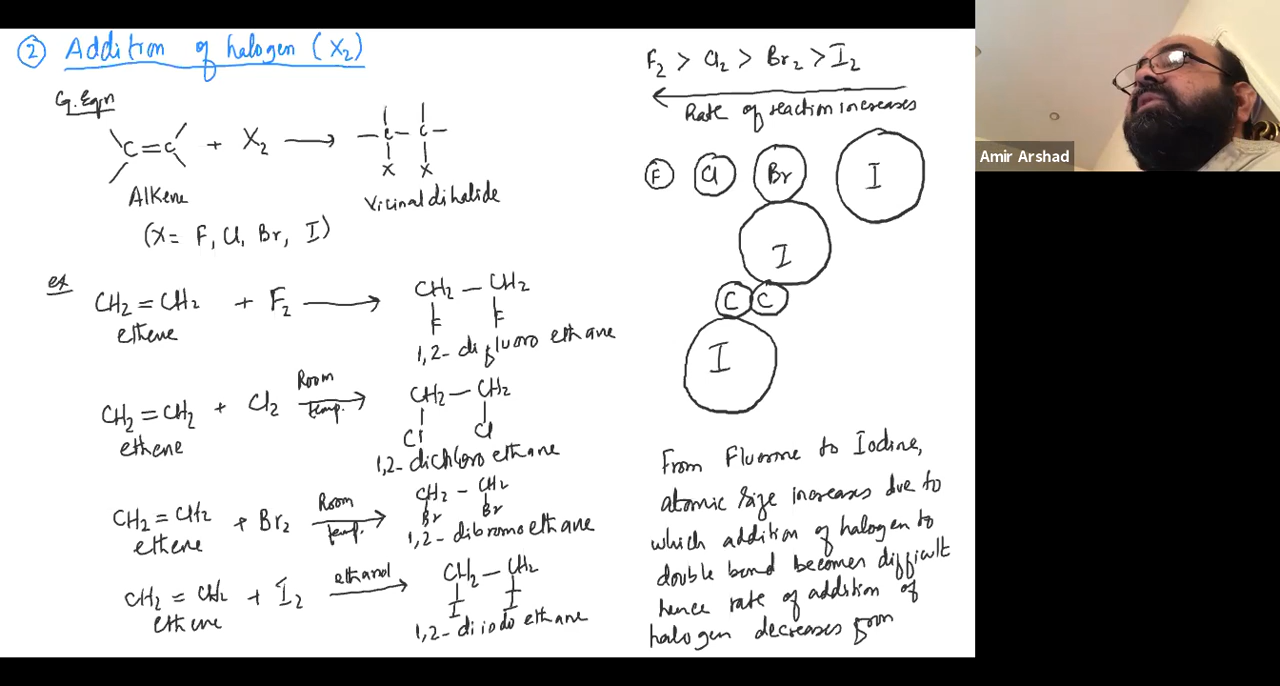 ② Addition of halogen (X2)
G.Eqn
C=C + X2 ⟶ -C-C-
X X
Alkene
Vicinal dihalide
(X= F, Cl, Br, I)
ex
CH2=CH2 + F2 ⟶ CH2-CH2
F F
ethene
1,2-difluoro ethane
CH2=CH2 + Cl2 Room temp. ⟶ CH2-CH2
Cl Cl
ethene
1,2-dichloro ethane
CH2=CH2 + Br2 Room temp. ⟶ CH2-CH2
Br Br
ethene
1,2-dibromo ethane
CH2=CH2 + I2 ethanol ⟶ CH2-CH2
I I
ethene
1,2-diiodo ethane
F2 > Cl2 > Br2 > I2
Rate of reaction increases
F Cl Br I
I
C C
I
From Fluorine to Iodine,
atomic size increases due to
which addition of halogen to
double bond becomes difficult
hence rate of addition of
halogen decreases from
Amir Arshad